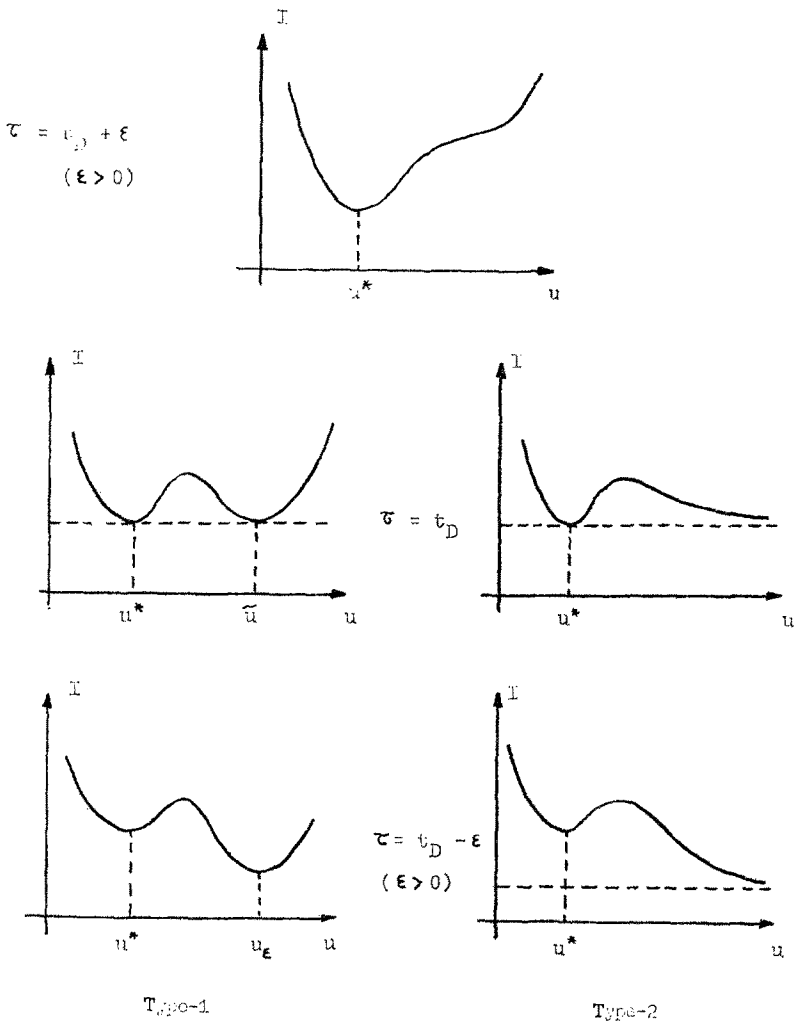 I
τ = t_D + ε
(ε > 0)
u*
u
I
I
τ = t_D
u*
ũ
u
u*
u
I
I
τ = t_D - ε
(ε > 0)
u*
u_ε
u
u*
u
Type-1
Type-2